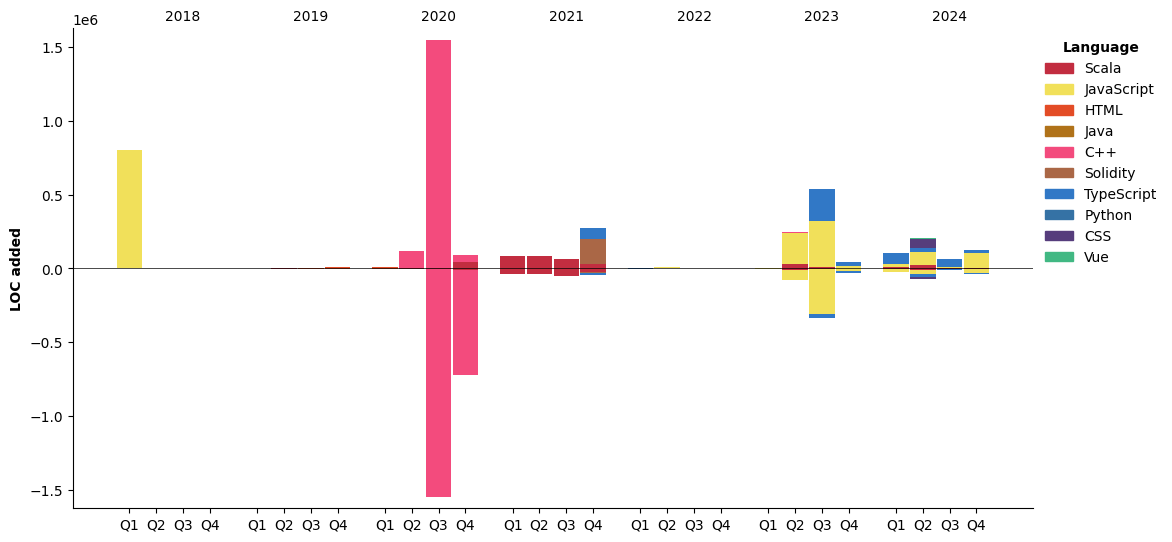 1e6
2018 2019 2020 2021 2022 2023 2024
LOC added
1.5
1.0
0.5
0.0
−0.5
−1.0
−1.5
Q1 Q2 Q3 Q4 Q1 Q2 Q3 Q4 Q1 Q2 Q3 Q4 Q1 Q2 Q3 Q4 Q1 Q2 Q3 Q4 Q1 Q2 Q3 Q4 Q1 Q2 Q3 Q4
Language
Scala
JavaScript
HTML
Java
C++
Solidity
TypeScript
Python
CSS
Vue